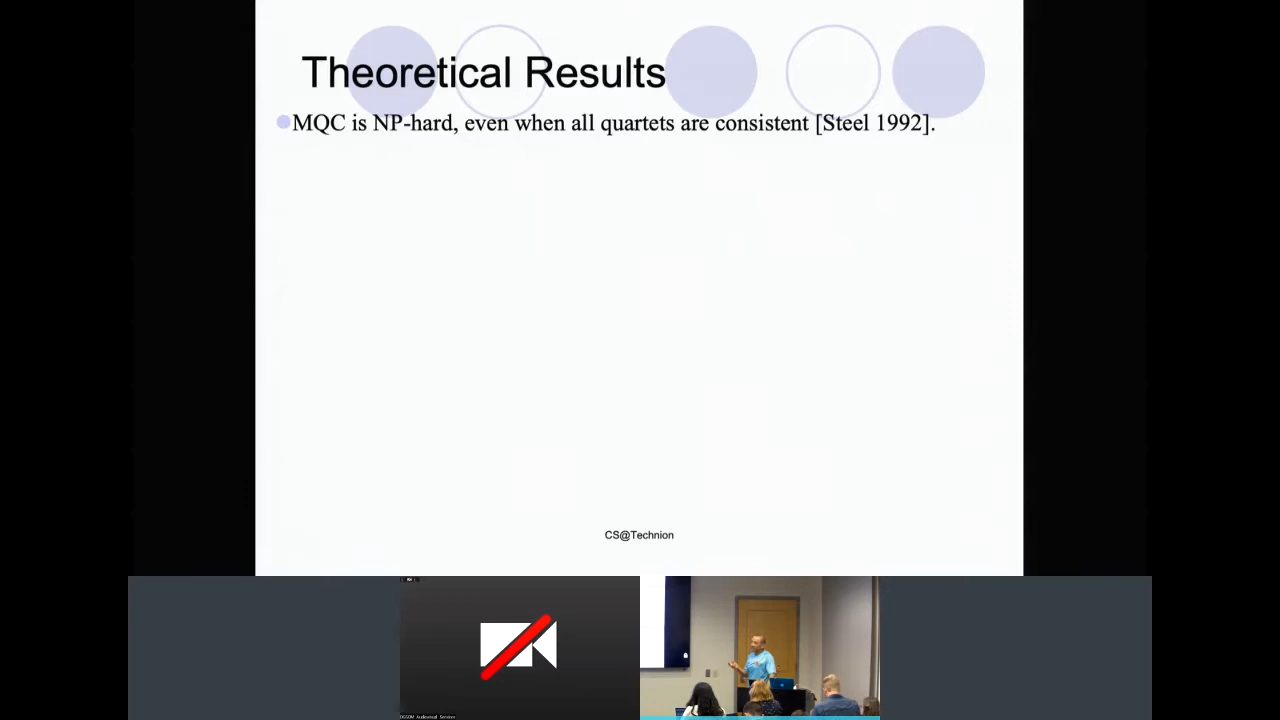 Theoretical Results
MQC is NP-hard, even when all quartets are consistent [Steel 1992].
CS@Technion